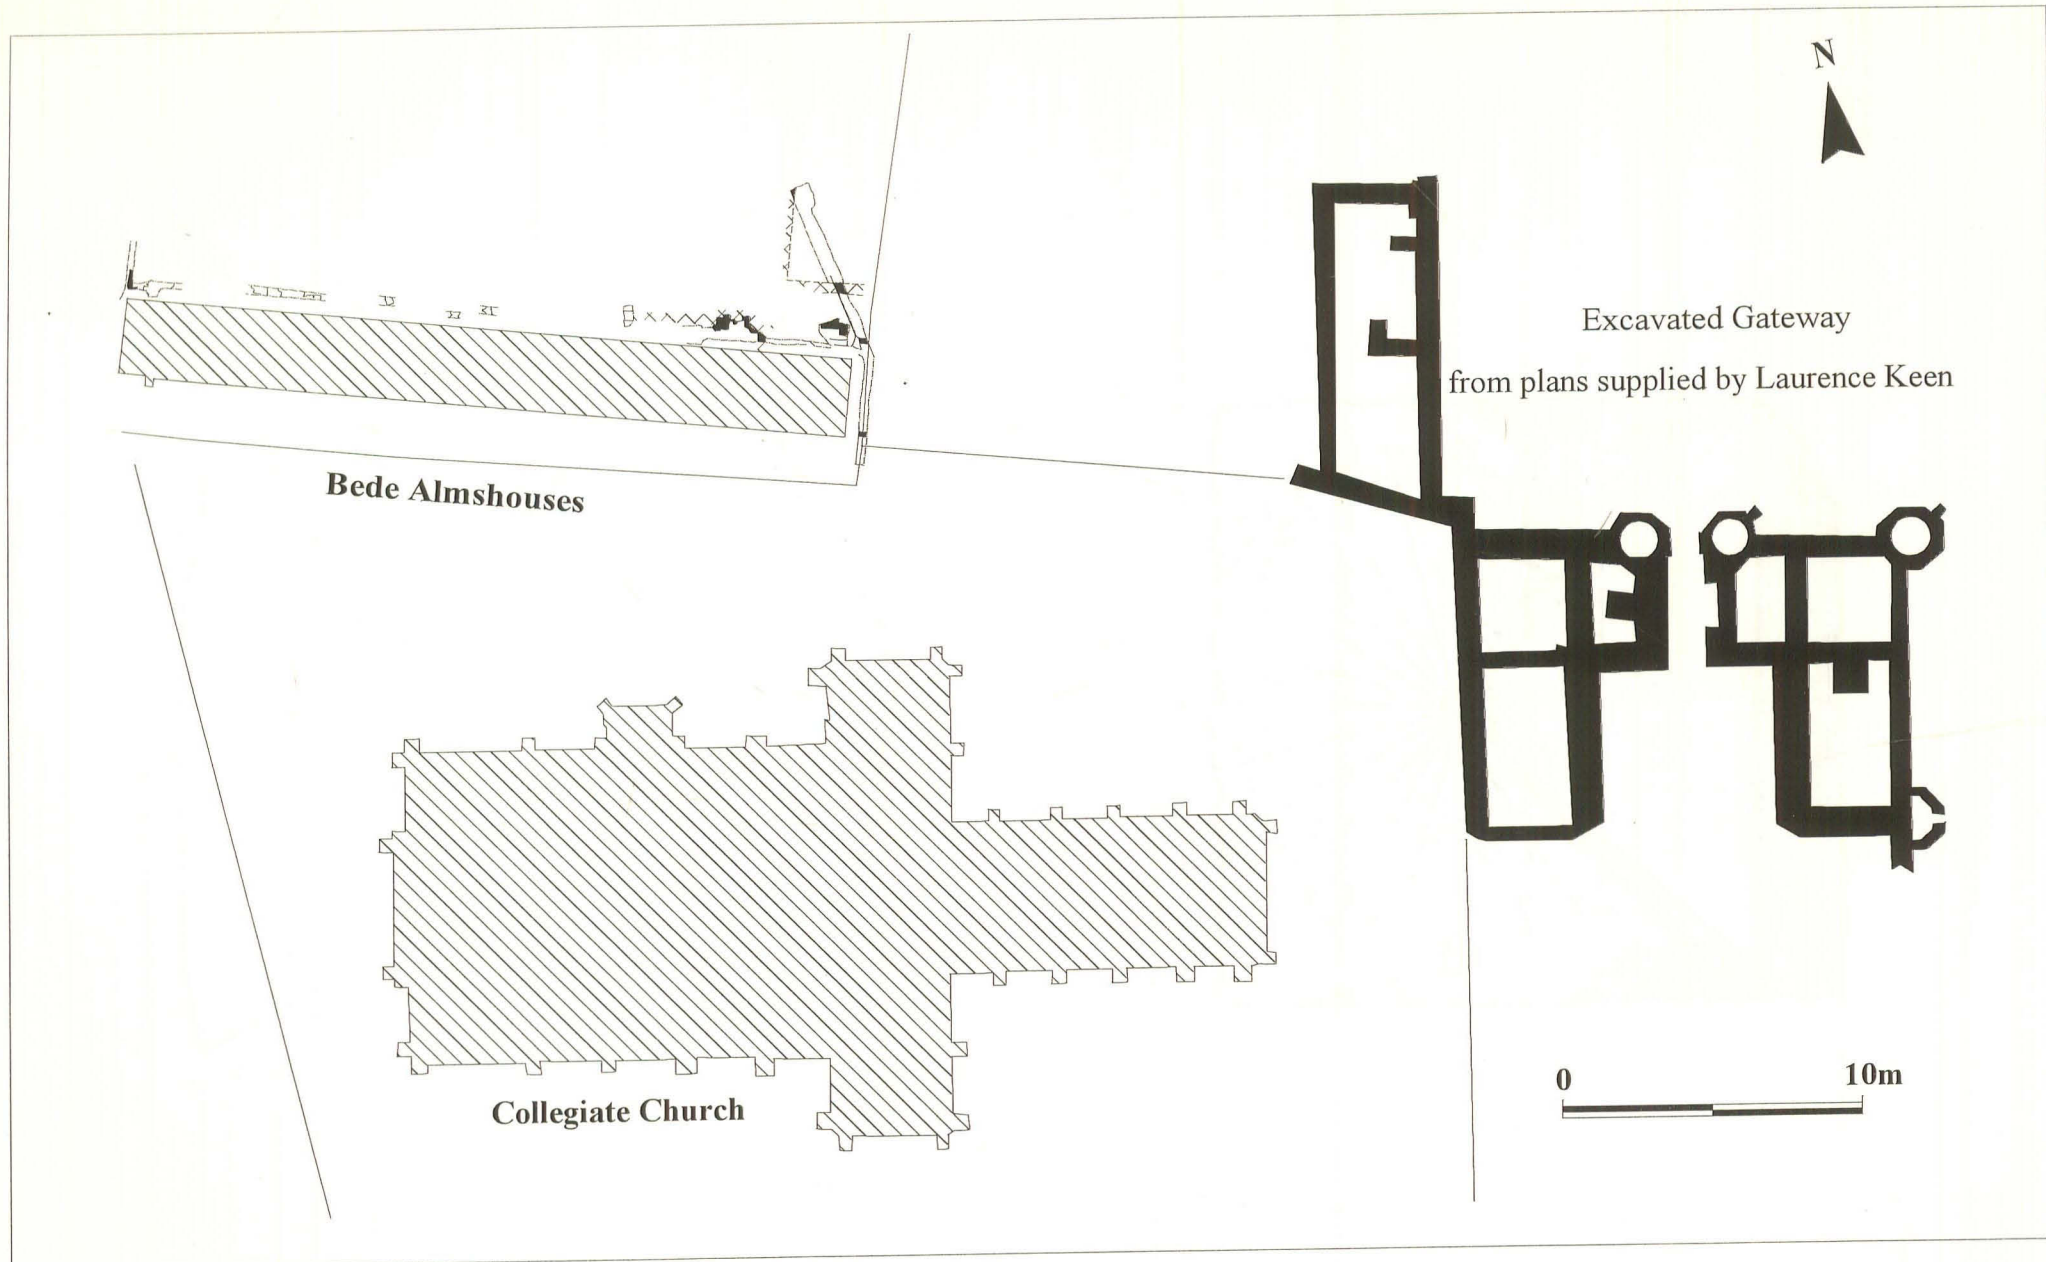 N
Excavated Gateway
from plans supplied by Laurence Keen
Bede Almshouses
Collegiate Church
0 10m